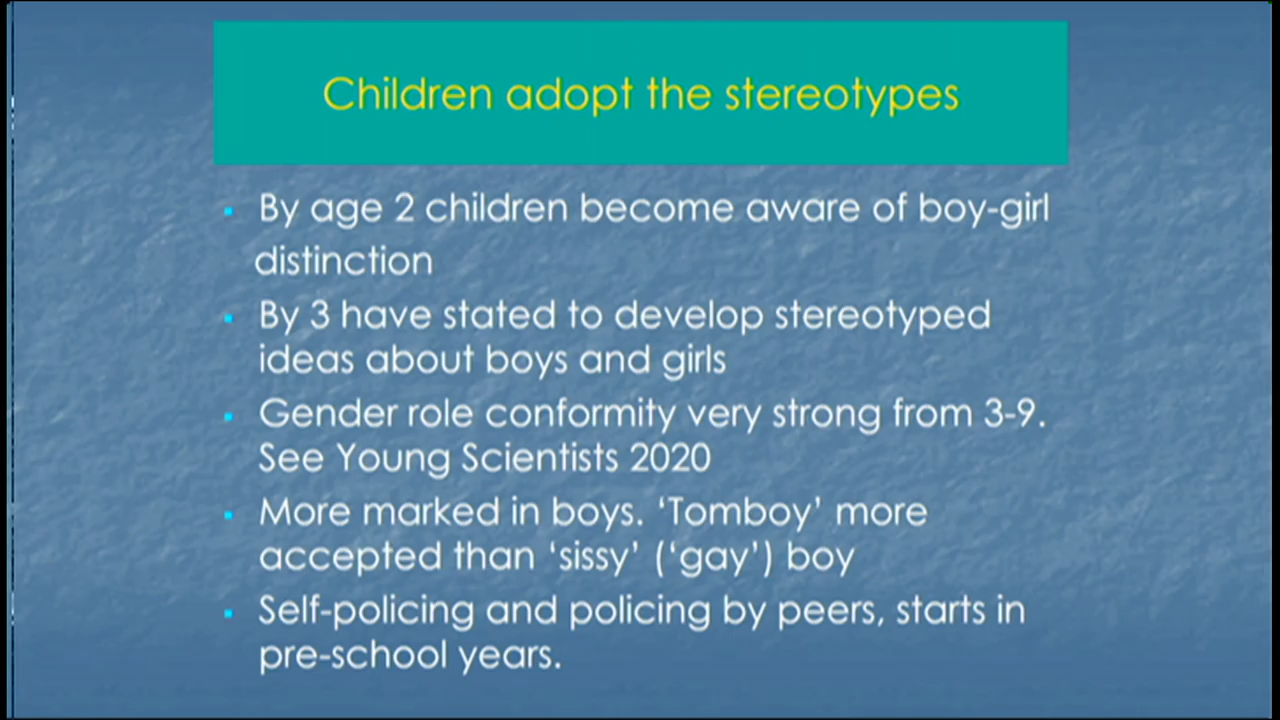 Children adopt the stereotypes
By age 2 children become aware of boy-girl
distinction
By 3 have stated to develop stereotyped
ideas about boys and girls
Gender role conformity very strong from 3-9.
See Young Scientists 2020
More marked in boys. ‘Tomboy’ more
accepted than ‘sissy’ (‘gay’) boy
Self-policing and policing by peers, starts in
pre-school years.